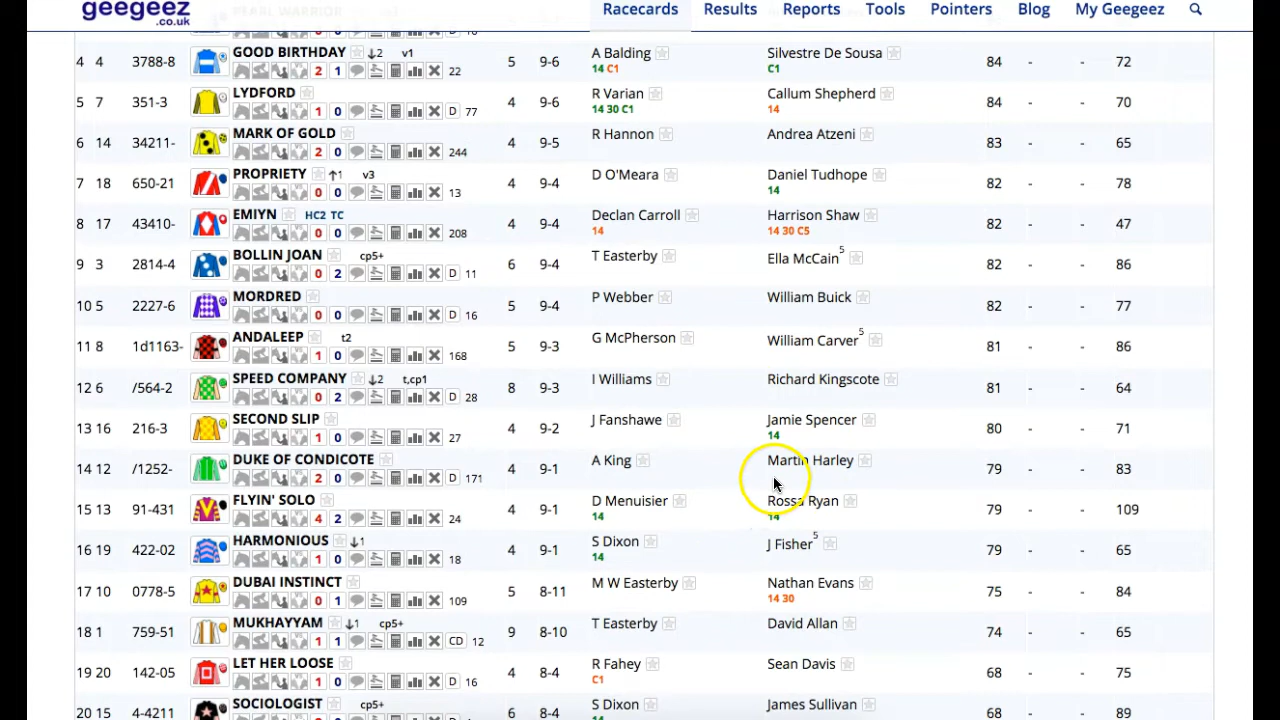 geegeez
.co.uk
Racecards Results Reports Tools Pointers Blog My Geegeez
PEARL WARRIOR
4 4 3788-8 GOOD BIRTHDAY ↓2 v1 2 1 22 5 9-6 A Balding 14 C1 Silvestre De Sousa C1 84 - - 72
5 7 351-3 LYDFORD 1 0 D 77 4 9-6 R Varian 14 30 C1 Callum Shepherd 14 84 - - 70
6 14 34211- MARK OF GOLD 2 0 244 4 9-5 R Hannon Andrea Atzeni 83 - - 65
7 18 650-21 PROPRIETY ↑1 v3 0 0 13 4 9-4 D O'Meara Daniel Tudhope 14 82 - - 78
8 17 43410- EMIYN HC2 TC 0 0 208 4 9-4 Declan Carroll 14 Harrison Shaw 14 30 C5 82 - - 47
9 3 2814-4 BOLLIN JOAN cp5+ 0 2 D 11 6 9-4 T Easterby Ella McCain 5 82 - - 86
10 5 2227-6 MORDRED 0 0 D 16 5 9-4 P Webber William Buick 82 - - 77
11 8 1d1163- ANDALEEP t2 1 0 168 5 9-3 G McPherson William Carver 5 81 - - 86
12 6 /564-2 SPEED COMPANY ↓2 t,cp1 0 2 D 28 8 9-3 I Williams Richard Kingscote 81 - - 64
13 16 216-3 SECOND SLIP 1 0 27 4 9-2 J Fanshawe Jamie Spencer 14 80 - - 71
14 12 /1252- DUKE OF CONDICOTE 2 0 D 171 4 9-1 A King Martin Harley 79 - - 83
15 13 91-431 FLYIN' SOLO 4 2 24 4 9-1 D Menuisier 14 Rossa Ryan 14 79 - - 109
16 19 422-02 HARMONIOUS ↓1 1 0 18 4 9-1 S Dixon 14 J Fisher 5 79 - - 65
17 10 0778-5 DUBAI INSTINCT 0 1 109 5 8-11 M W Easterby Nathan Evans 14 30 75 - - 84
18 1 759-51 MUKHAYYAM ↓1 cp5+ 1 1 CD 12 9 8-10 T Easterby David Allan 74 - - 65
19 20 142-05 LET HER LOOSE 1 0 D 16 4 8-4 R Fahey C1 Sean Davis 68 - - 75
20 15 4-4211 SOCIOLOGIST cp5+ 6 8-4 S Dixon 14 James Sullivan 68 - - 89